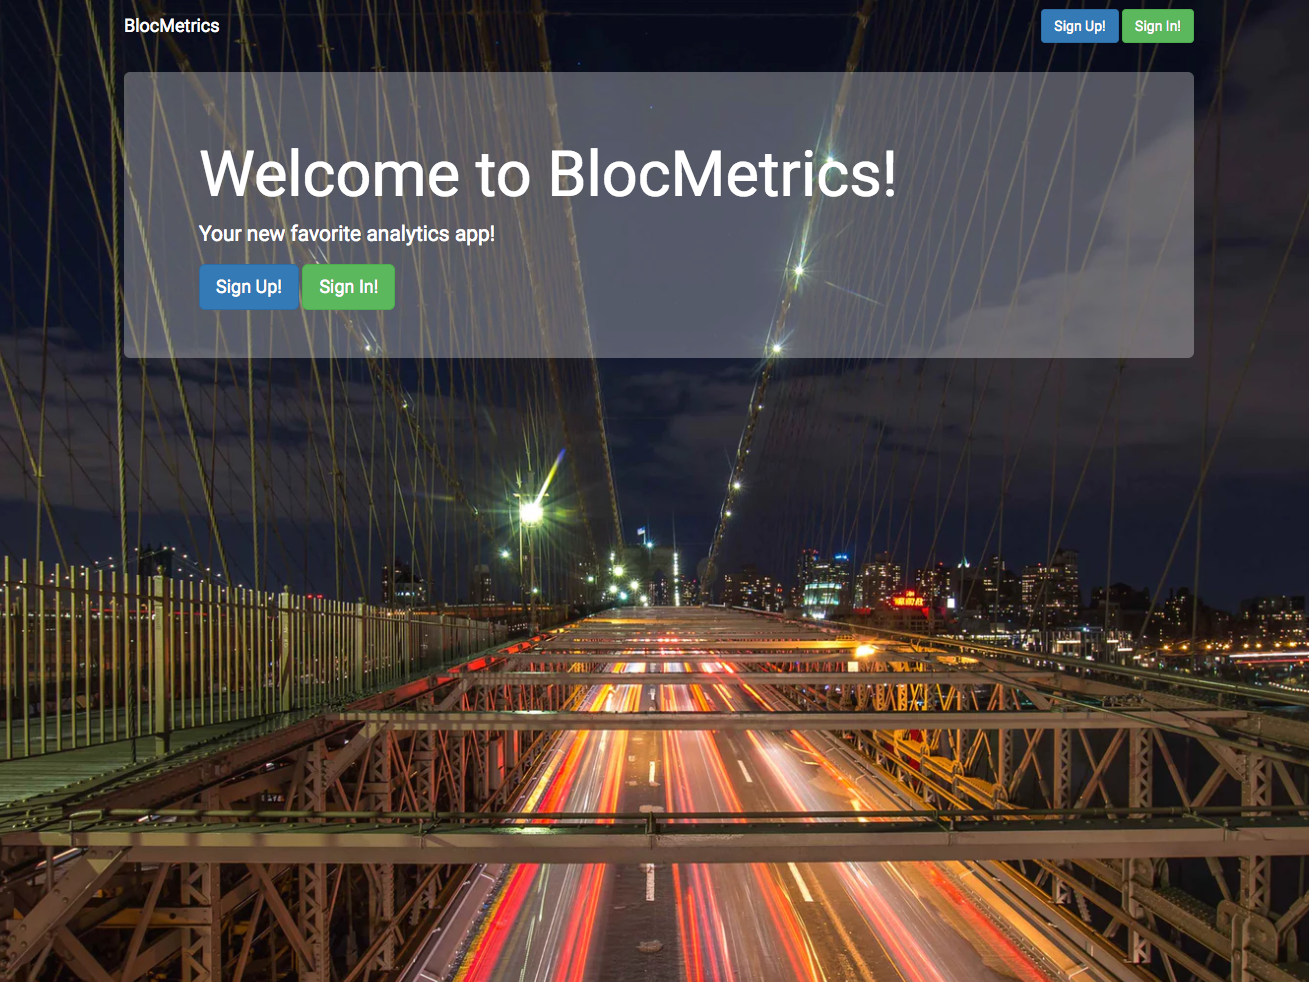 BlocMetrics
Sign Up! Sign In!
Welcome to BlocMetrics!
Your new favorite analytics app!
Sign Up! Sign In!